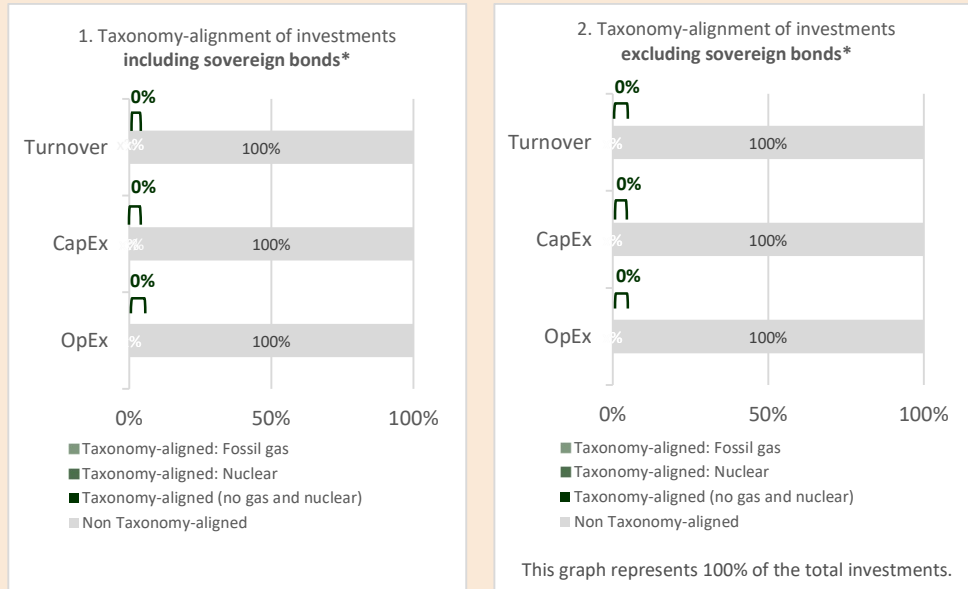 1. Taxonomy-alignment of investments
including sovereign bonds*
0%
Turnover
100%
0%
CapEx
100%
0%
OpEx
%
100%
0%
50%
100%
Taxonomy-aligned: Fossil gas
Taxonomy-aligned: Nuclear
Taxonomy-aligned (no gas and nuclear)
Non Taxonomy-aligned
2. Taxonomy-alignment of investments
excluding sovereign bonds*
0%
Turnover
%
100%
0%
CapEx
%
100%
0%
OpEx
%
100%
0%
50%
100%
Taxonomy-aligned: Fossil gas
Taxonomy-aligned: Nuclear
Taxonomy-aligned (no gas and nuclear)
Non Taxonomy-aligned
This graph represents 100% of the total investments.